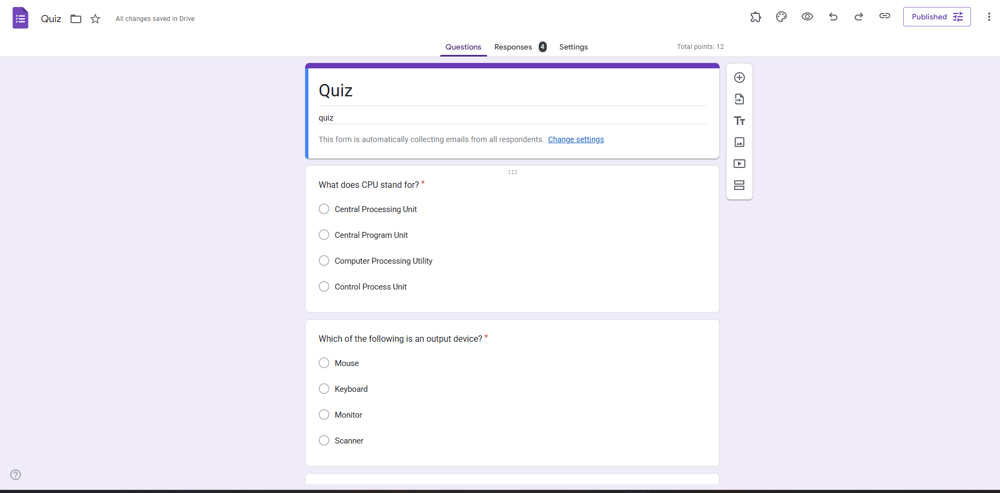 Quiz
All changes saved in Drive
Published
Questions
Responses 4
Settings
Total points: 12
Quiz
quiz
This form is automatically collecting emails from all respondents. Change settings
What does CPU stand for? *
Central Processing Unit
Central Program Unit
Computer Processing Utility
Control Process Unit
Which of the following is an output device? *
Mouse
Keyboard
Monitor
Scanner